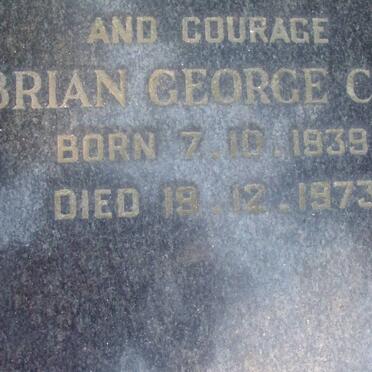 AND COURAGE
BRIAN GEORGE C
BORN 7.10.1939
DIED 19.12.1973